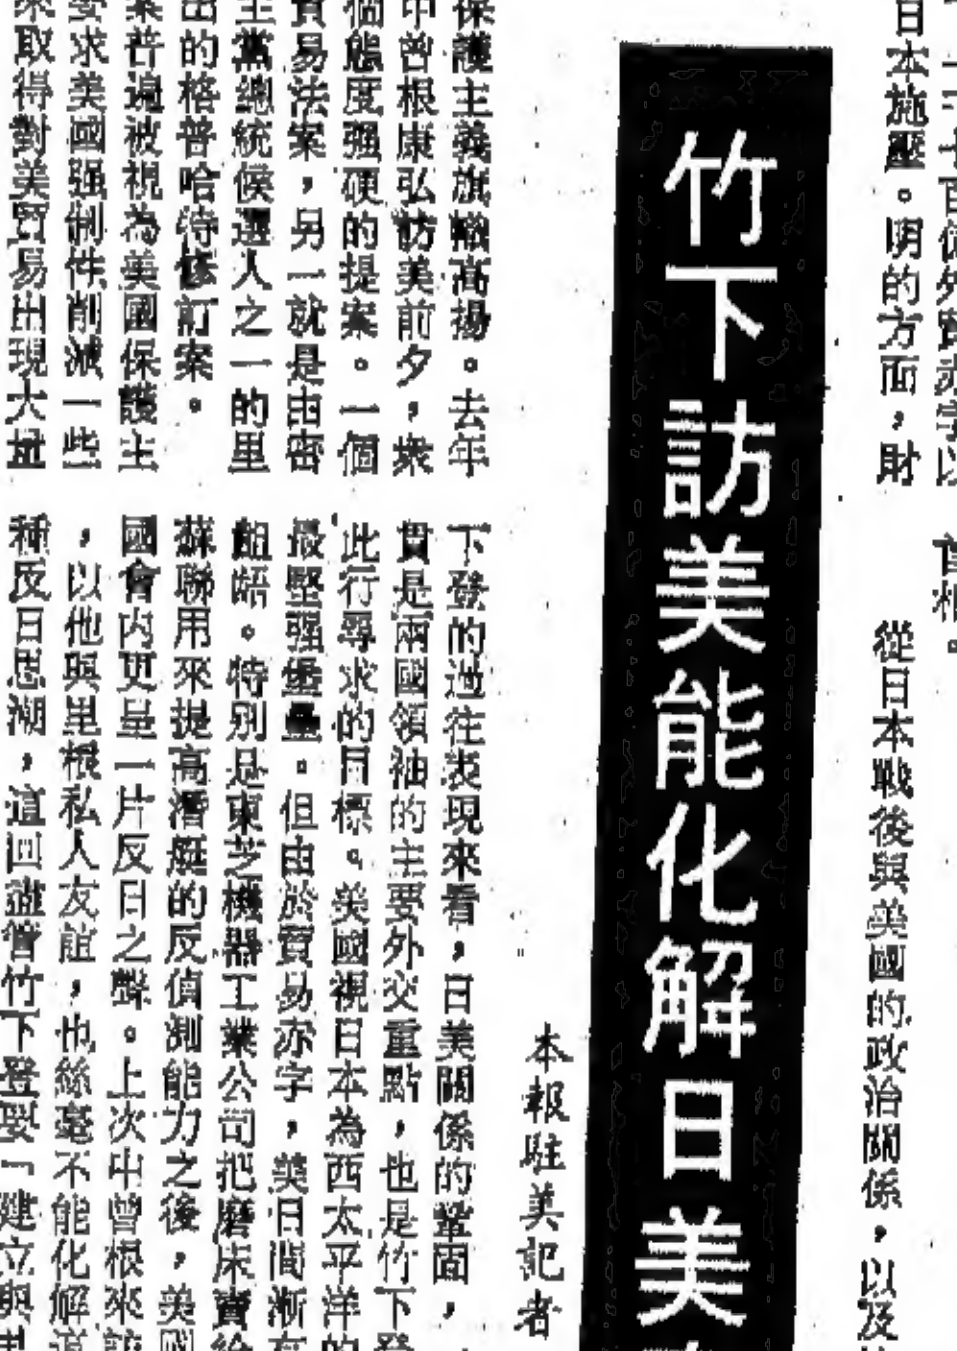 日本施壓。明的方面，財
首相。
從日本戰後與美國的政治關係，以及
竹下訪美能化解日美
本報駐美記者
保護主義旗幟高揚。去年
中曾根康弘訪美前夕，衆
個態度强硬的提案。一個
貿易法案，另一就是由密
主黨總統候選人之一的里
出的格普哈特修訂案。
案普遍被視為美國保護主
要求美國强制性削減一些
來取得對美貿易出現大量
下登的過往表現來看，日美關係的鞏固，
貫是兩國領袖的主要外交重點，也是竹下登
此行尋求的目標。美國視日本為西太平洋的
最堅强堡壘。但由於貿易赤字，美日間漸有
齟齬。特別是東芝機器工業公司把磨床賣給
蘇聯用來提高潛艇的反偵測能力之後，美國
國會内更呈一片反日之聲。上次中曾根來訪
，以他與里根私人友誼，也絲毫不能化解這
種反日思潮，這回儘管竹下登要「建立與